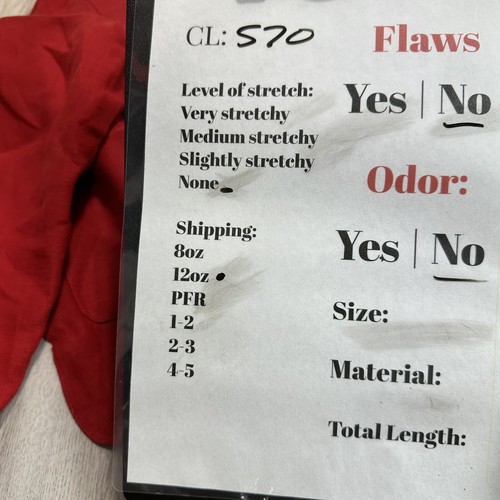 CL: 570
Level of stretch:
Very stretchy
Medium stretchy
Slightly stretchy
None
Shipping:
8oz
12oz
PFR
1-2
2-3
4-5
Flaws
Yes | No
Odor:
Yes | No
Size:
Material:
Total Length: